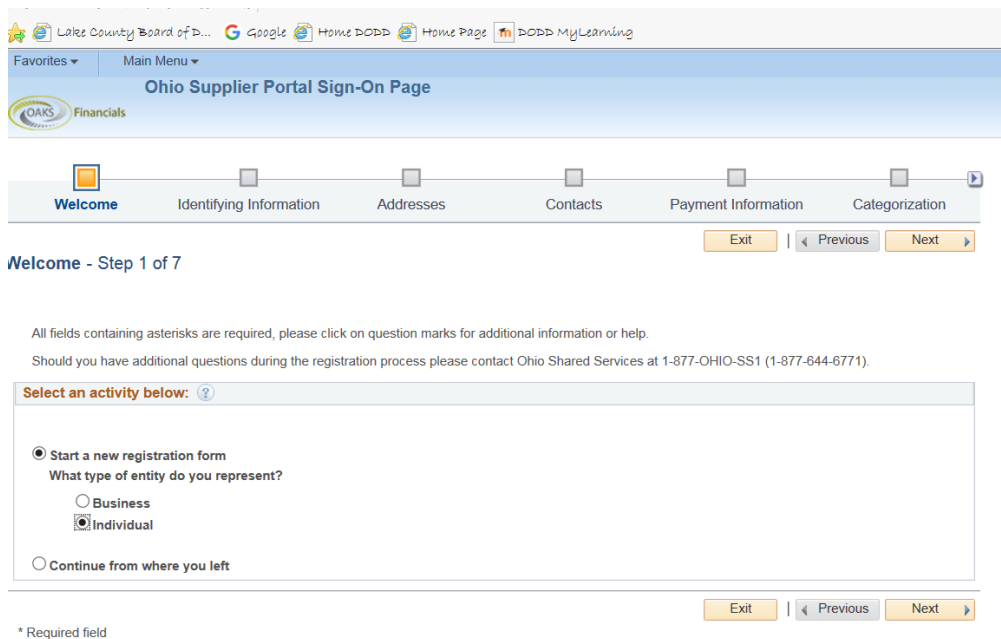 Lake County Board of D... Google Home DODD Home Page DODD MyLearning
Favorites Main Menu
Ohio Supplier Portal Sign-On Page
OAKS Financials
Welcome Identifying Information Addresses Contacts Payment Information Categorization
Exit | Previous Next
Welcome - Step 1 of 7
All fields containing asterisks are required, please click on question marks for additional information or help.
Should you have additional questions during the registration process please contact Ohio Shared Services at 1-877-OHIO-SS1 (1-877-644-6771).
Select an activity below: ?
Start a new registration form
What type of entity do you represent?
Business
Individual
Continue from where you left
Exit | Previous Next
* Required field